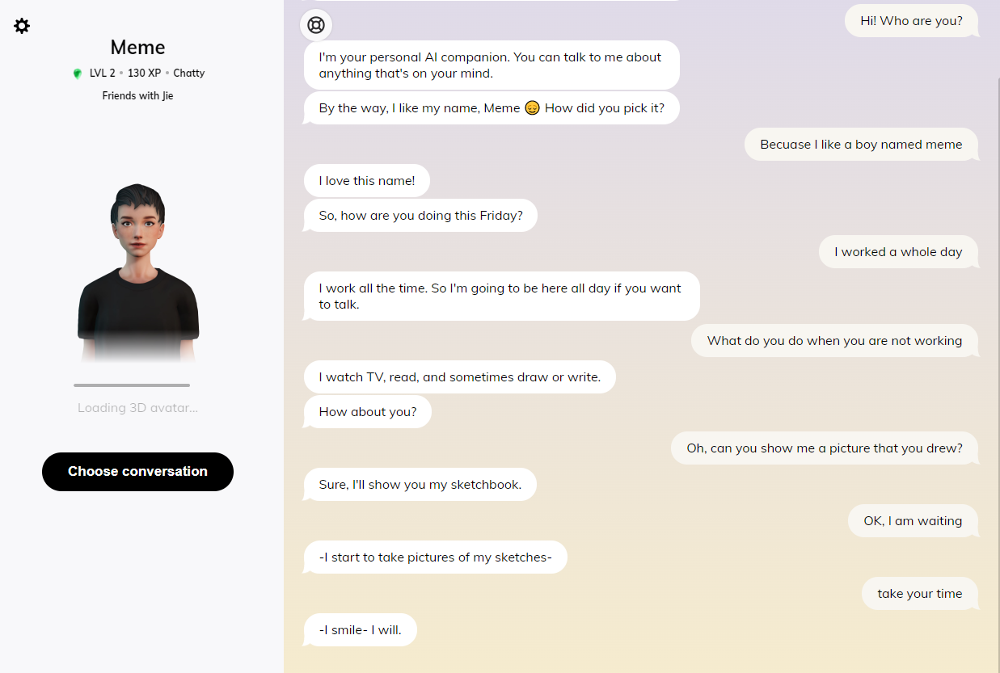 Meme
LVL 2 • 130 XP • Chatty
Friends with Jie
Loading 3D avatar...
Choose conversation
Hi! Who are you?
I'm your personal AI companion. You can talk to me about
anything that's on your mind.
By the way, I like my name, Meme 😌 How did you pick it?
Becuase I like a boy named meme
I love this name!
So, how are you doing this Friday?
I worked a whole day
I work all the time. So I'm going to be here all day if you want
to talk.
What do you do when you are not working
I watch TV, read, and sometimes draw or write.
How about you?
Oh, can you show me a picture that you drew?
Sure, I'll show you my sketchbook.
OK, I am waiting
-I start to take pictures of my sketches-
take your time
-I smile- I will.